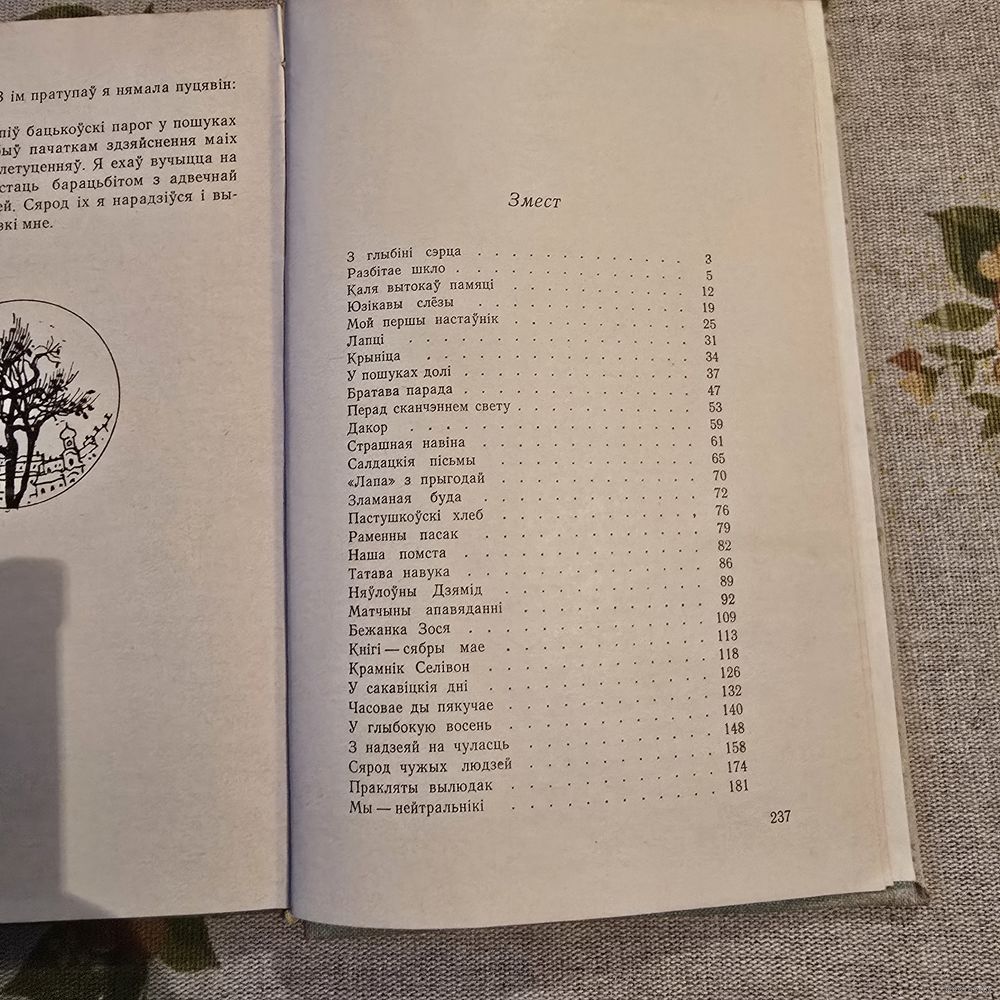 З ім пратупаў я нямала пуцявін:
піў бацькоўскі парог у пошуках
быў пачаткам здзяйснення маіх
летуценняў. Я ехаў вучыцца на
стаць барацьбітом з адвечнай
ей. Сярод іх я нарадзіўся і вы-
зкі мне.
Змест
З глыбіні сэрца . . . . . . . . . . . . 3
Разбітае шкло . . . . . . . . . . . . 5
Каля вытокаў памяці . . . . . . . . . . 12
Юзікавы слёзы . . . . . . . . . . . . 19
Мой першы настаўнік . . . . . . . . . . 25
Лапці . . . . . . . . . . . . . . 31
Крыніца . . . . . . . . . . . . . . 34
У пошуках долі . . . . . . . . . . . . 37
Братава парада . . . . . . . . . . . . 47
Перад сканчэннем свету . . . . . . . . . . 53
Дакор . . . . . . . . . . . . . . 59
Страшная навіна . . . . . . . . . . . . 61
Салдацкія пісьмы . . . . . . . . . . . 65
«Лапа» з прыгодай . . . . . . . . . . . 70
Зламаная буда . . . . . . . . . . . . 72
Пастушкоўскі хлеб . . . . . . . . . . . 76
Раменны пасак . . . . . . . . . . . . 79
Наша помста . . . . . . . . . . . . . 82
Татава навука . . . . . . . . . . . . 86
Няўлоўны Дзямід . . . . . . . . . . . . 89
Матчыны апавяданні . . . . . . . . . . . 92
Бежанка Зося . . . . . . . . . . . . 109
Кнігі — сябры мае . . . . . . . . . . . 113
Крамнік Селівон . . . . . . . . . . . . 118
У сакавіцкія дні . . . . . . . . . . . 126
Часовае ды пякучае . . . . . . . . . . . 132
У глыбокую восень . . . . . . . . . . . 140
З надзеяй на чуласць . . . . . . . . . . 148
Сярод чужых людзей . . . . . . . . . . . 158
Пракляты вылюдак . . . . . . . . . . . 174
Мы — нейтральнікі . . . . . . . . . . . 181
237